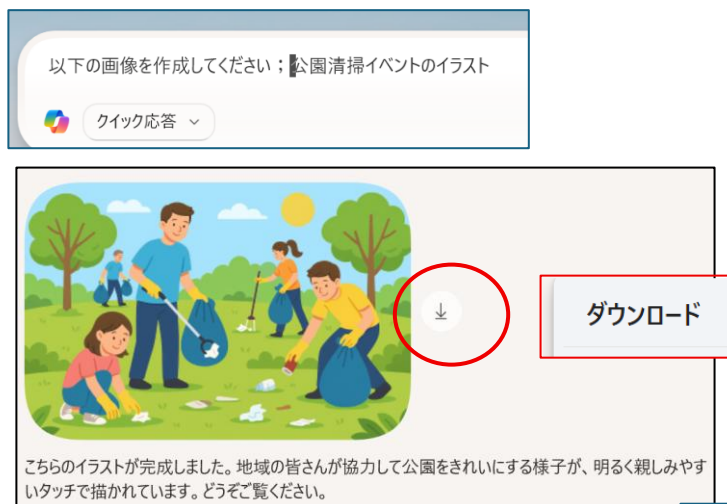 以下の画像を作成してください；公園清掃イベントのイラスト
クイック応答
ダウンロード
こちらのイラストが完成しました。地域の皆さんが協力して公園をきれいにする様子が、明るく親しみやす
いタッチで描かれています。どうぞご覧ください。